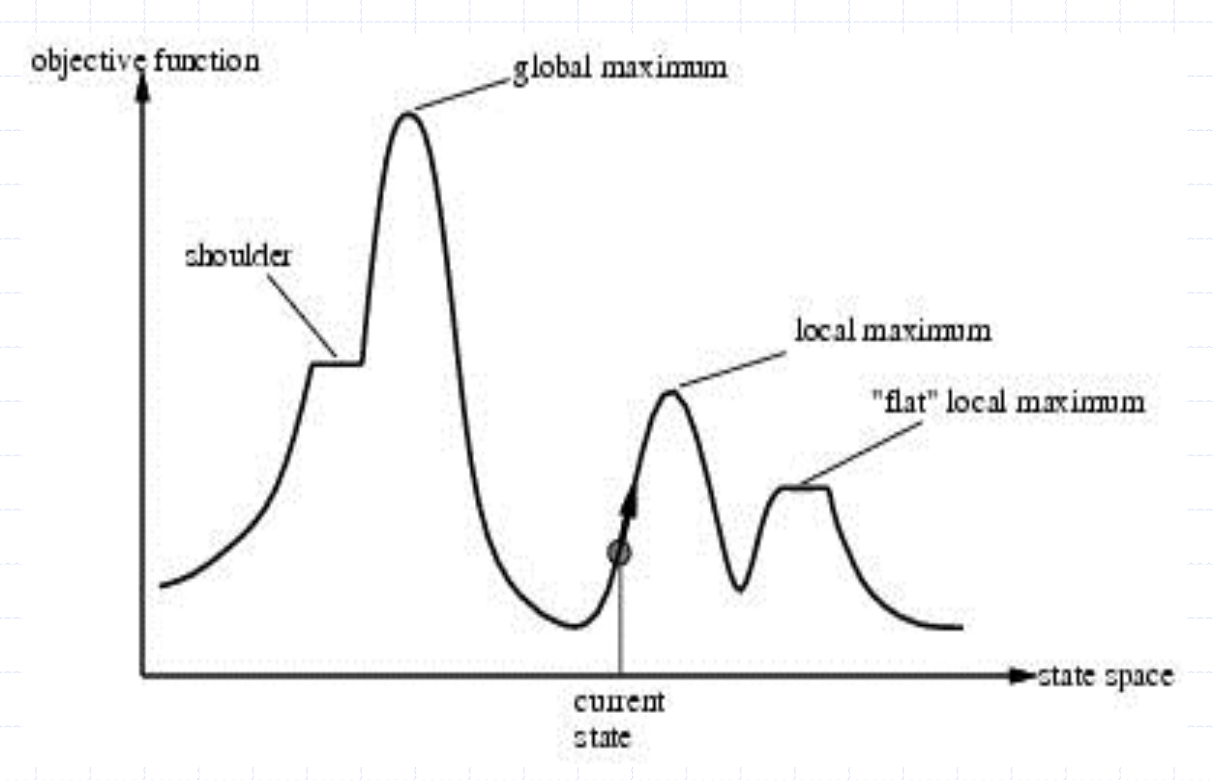 objective function
global maximum
shoulder
local maximum
"flat" local maximum
state space
current
state